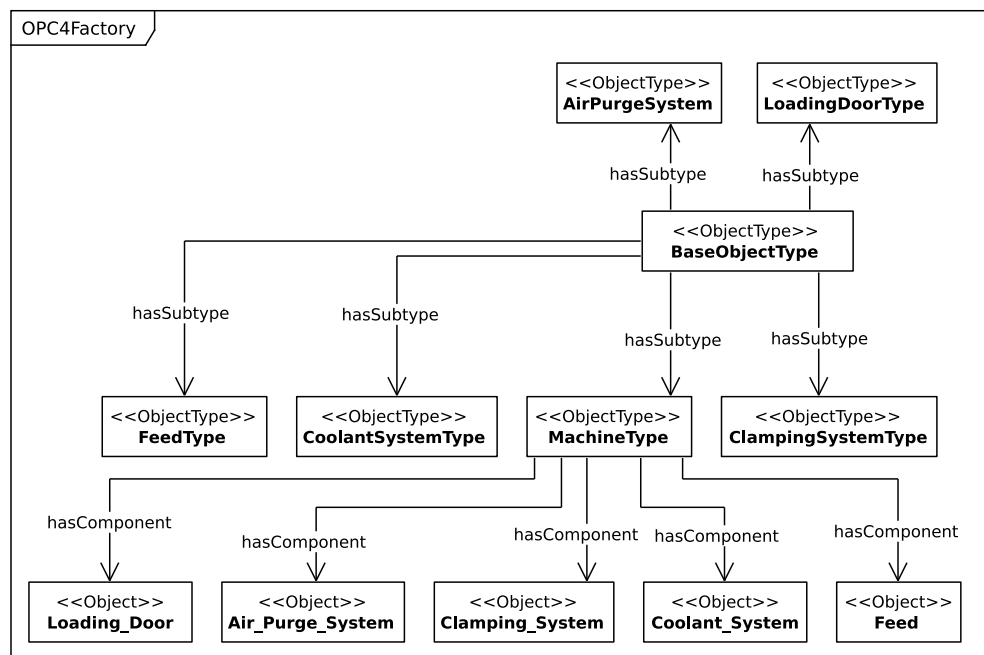 OPC4Factory
<<ObjectType>>
AirPurgeSystem
<<ObjectType>>
LoadingDoorType
hasSubtype
hasSubtype
<<ObjectType>>
BaseObjectType
hasSubtype
hasSubtype
hasSubtype
hasSubtype
<<ObjectType>>
FeedType
<<ObjectType>>
CoolantSystemType
<<ObjectType>>
MachineType
<<ObjectType>>
ClampingSystemType
hasComponent
hasComponent
hasComponent
hasComponent
hasComponent
<<Object>>
Loading_Door
<<Object>>
Air_Purge_System
<<Object>>
Clamping_System
<<Object>>
Coolant_System
<<Object>>
Feed